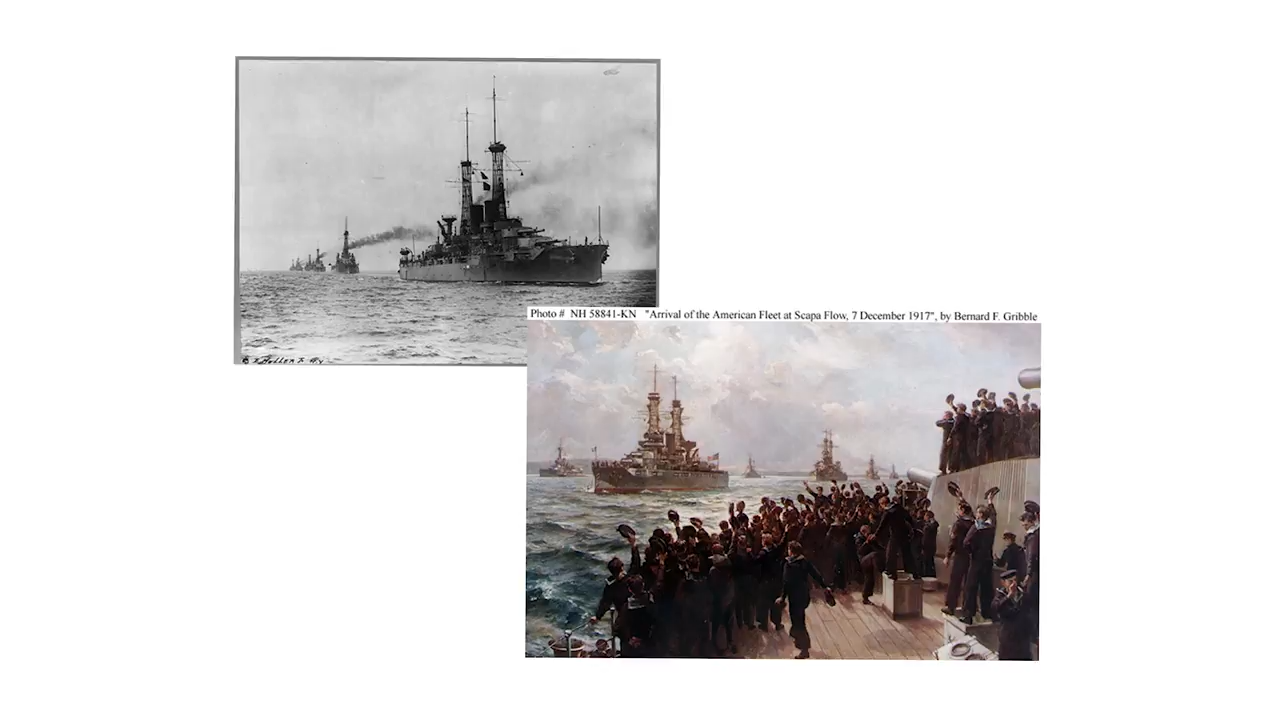 Photo # NH 58841-KN "Arrival of the American Fleet at Scapa Flow, 7 December 1917", by Bernard F. Gribble